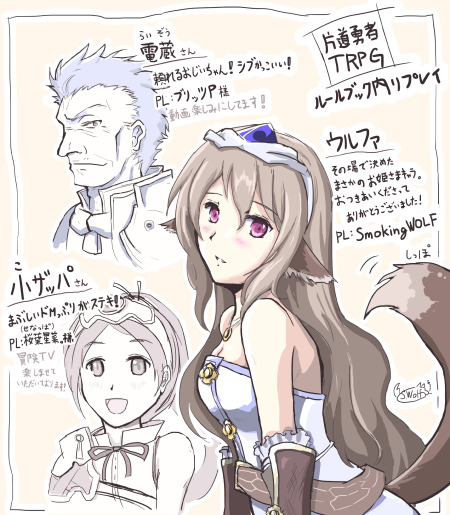 片道勇者
TRPG
ルールブック内リプレイ
らい ぞう
電蔵さん
頼れるおじいちゃん!シブかっこいい!
PL:ブリッツP様
動画楽しみにしてます!
ウルファ
その場で決めた
まさかのお姫さまキャラ。
おつきあいくださって
ありがとうございました!
PL:SmokingWOLF
しっぽ
小ザッパさん
まぶしいドMっぷりがステキ!
(せなっぱ)
PL:桜葉星菜。様
冒険TV
楽しませて
いただいております!